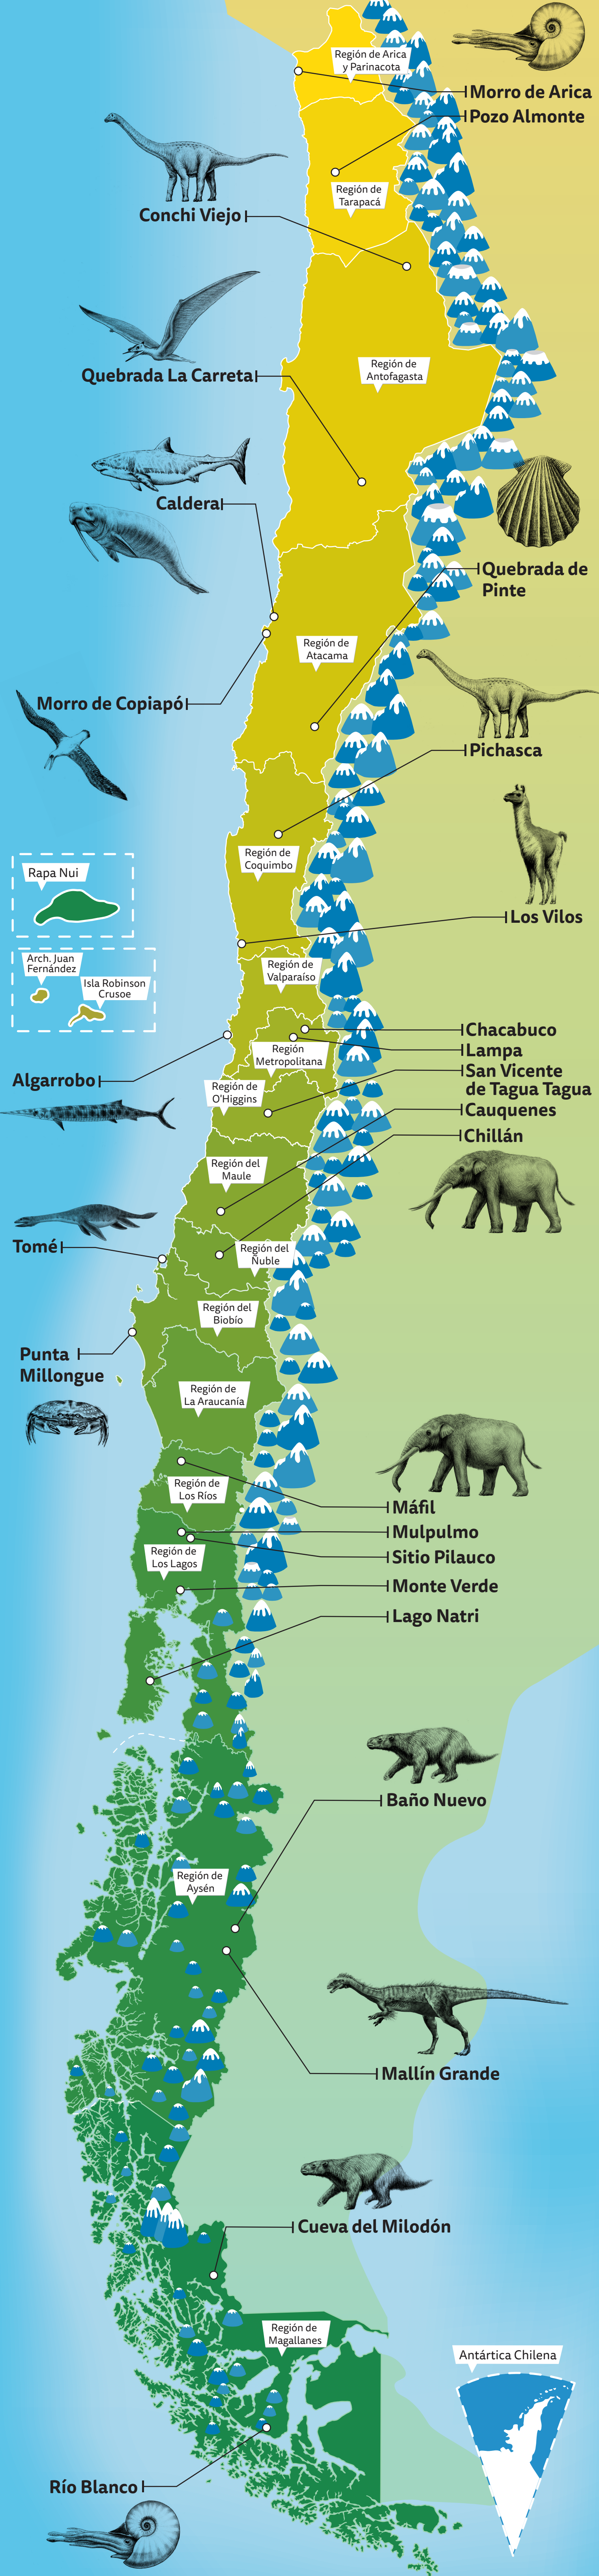 Región de Arica
y Parinacota
Morro de Arica
Pozo Almonte
Región de
Tarapacá
Conchi Viejo
Región de
Antofagasta
Quebrada La Carreta
Caldera
Quebrada de
Pinte
Región de
Atacama
Morro de Copiapó
Pichasca
Región de
Coquimbo
Rapa Nui
Los Vilos
Arch. Juan
Fernández
Isla Robinson
Crusoe
Región de
Valparaíso
Chacabuco
Lampa
Región
Metropolitana
San Vicente
de Tagua Tagua
Algarrobo
Región de
O'Higgins
Cauquenes
Chillán
Región del
Maule
Tomé
Región del
Ñuble
Región del
Biobío
Punta
Millongue
Región de
La Araucanía
Región de
Los Ríos
Máfil
Mulpulmo
Región de
Los Lagos
Sitio Pilauco
Monte Verde
Lago Natri
Baño Nuevo
Región de
Aysén
Mallín Grande
Cueva del Milodón
Región de
Magallanes
Antártica Chilena
Río Blanco